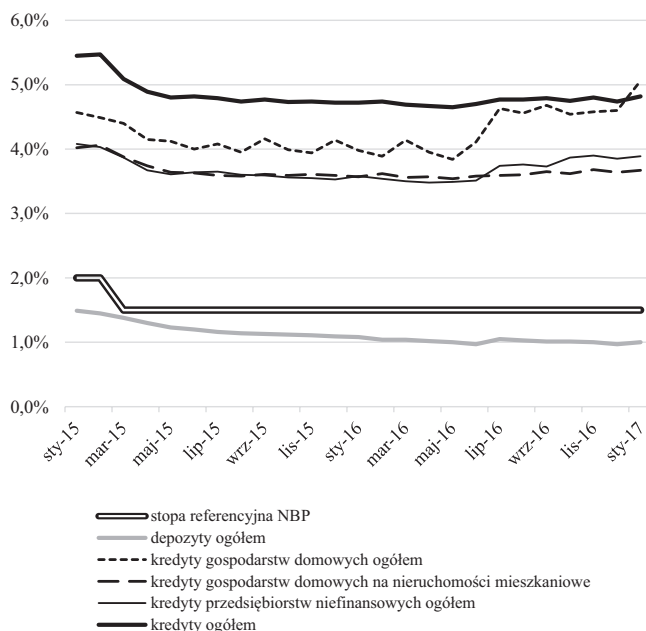 6,0%
5,0%
4,0%
3,0%
2,0%
1,0%
0,0%
sty-15
mar-15
maj-15
lip-15
wrz-15
lis-15
sty-16
mar-16
maj-16
lip-16
wrz-16
lis-16
sty-17
stopa referencyjna NBP
depozyty ogółem
kredyty gospodarstw domowych ogółem
kredyty gospodarstw domowych na nieruchomości mieszkaniowe
kredyty przedsiębiorstw niefinansowych ogółem
kredyty ogółem